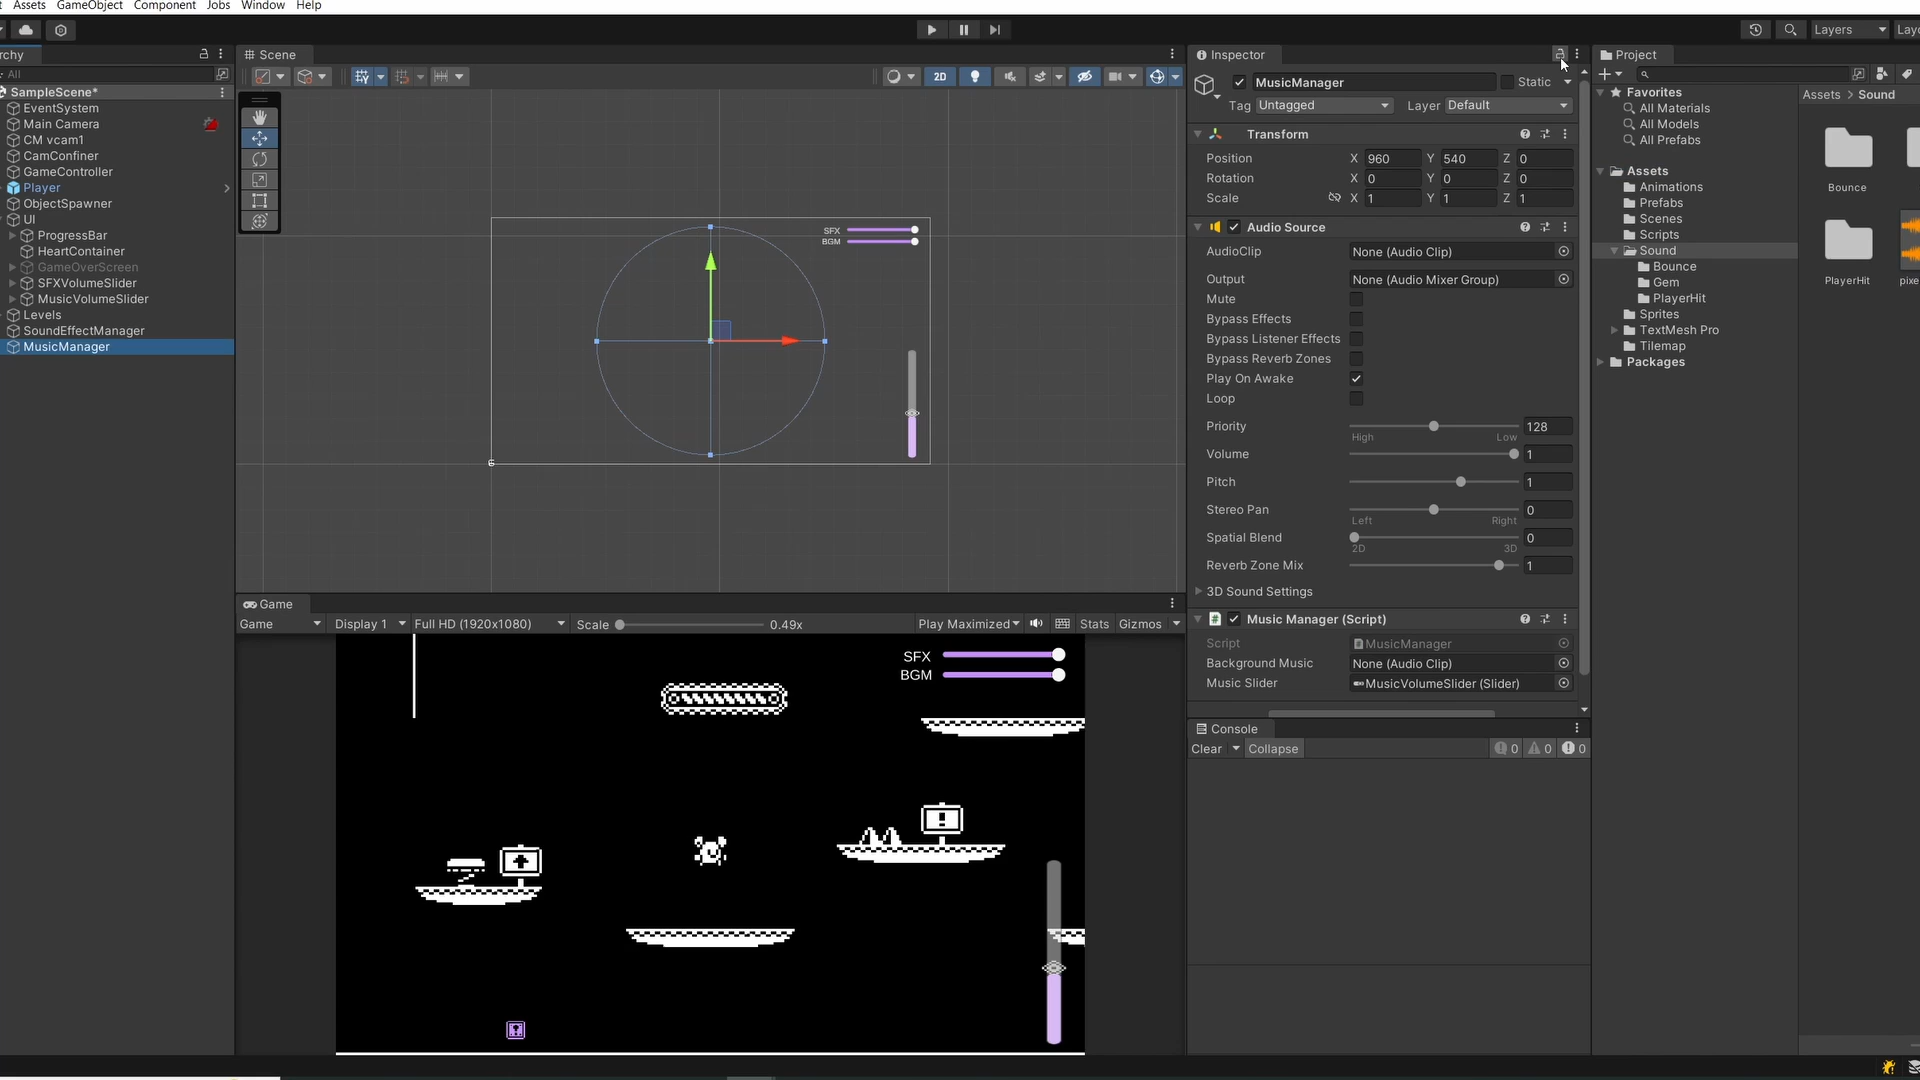 Assets GameObject Component Jobs Window Help
Layers
rchy
All
SampleScene*
EventSystem
Main Camera
CM vcam1
CamConfiner
GameController
Player
ObjectSpawner
UI
ProgressBar
HeartContainer
GameOverScreen
SFXVolumeSlider
MusicVolumeSlider
Levels
SoundEffectManager
MusicManager
Scene
2D
SFX
BGM
Game
Game Display 1 Full HD (1920x1080) Scale 0.49x Play Maximized Stats Gizmos
SFX
BGM
Inspector
MusicManager Static
Tag Untagged Layer Default
Transform
Position X 960 Y 540 Z 0
Rotation X 0 Y 0 Z 0
Scale X 1 Y 1 Z 1
Audio Source
AudioClip None (Audio Clip)
Output None (Audio Mixer Group)
Mute
Bypass Effects
Bypass Listener Effects
Bypass Reverb Zones
Play On Awake
Loop
Priority 128
High Low
Volume 1
Pitch 1
Stereo Pan 0
Left Right
Spatial Blend 0
2D 3D
Reverb Zone Mix 1
3D Sound Settings
Music Manager (Script)
Script MusicManager
Background Music None (Audio Clip)
Music Slider MusicVolumeSlider (Slider)
Console
Clear Collapse 0 0 0
Project
Favorites
All Materials
All Models
All Prefabs
Assets
Animations
Prefabs
Scenes
Scripts
Sound
Bounce
Gem
PlayerHit
Sprites
TextMesh Pro
Tilemap
Packages
Assets > Sound
Bounce
PlayerHit pixe